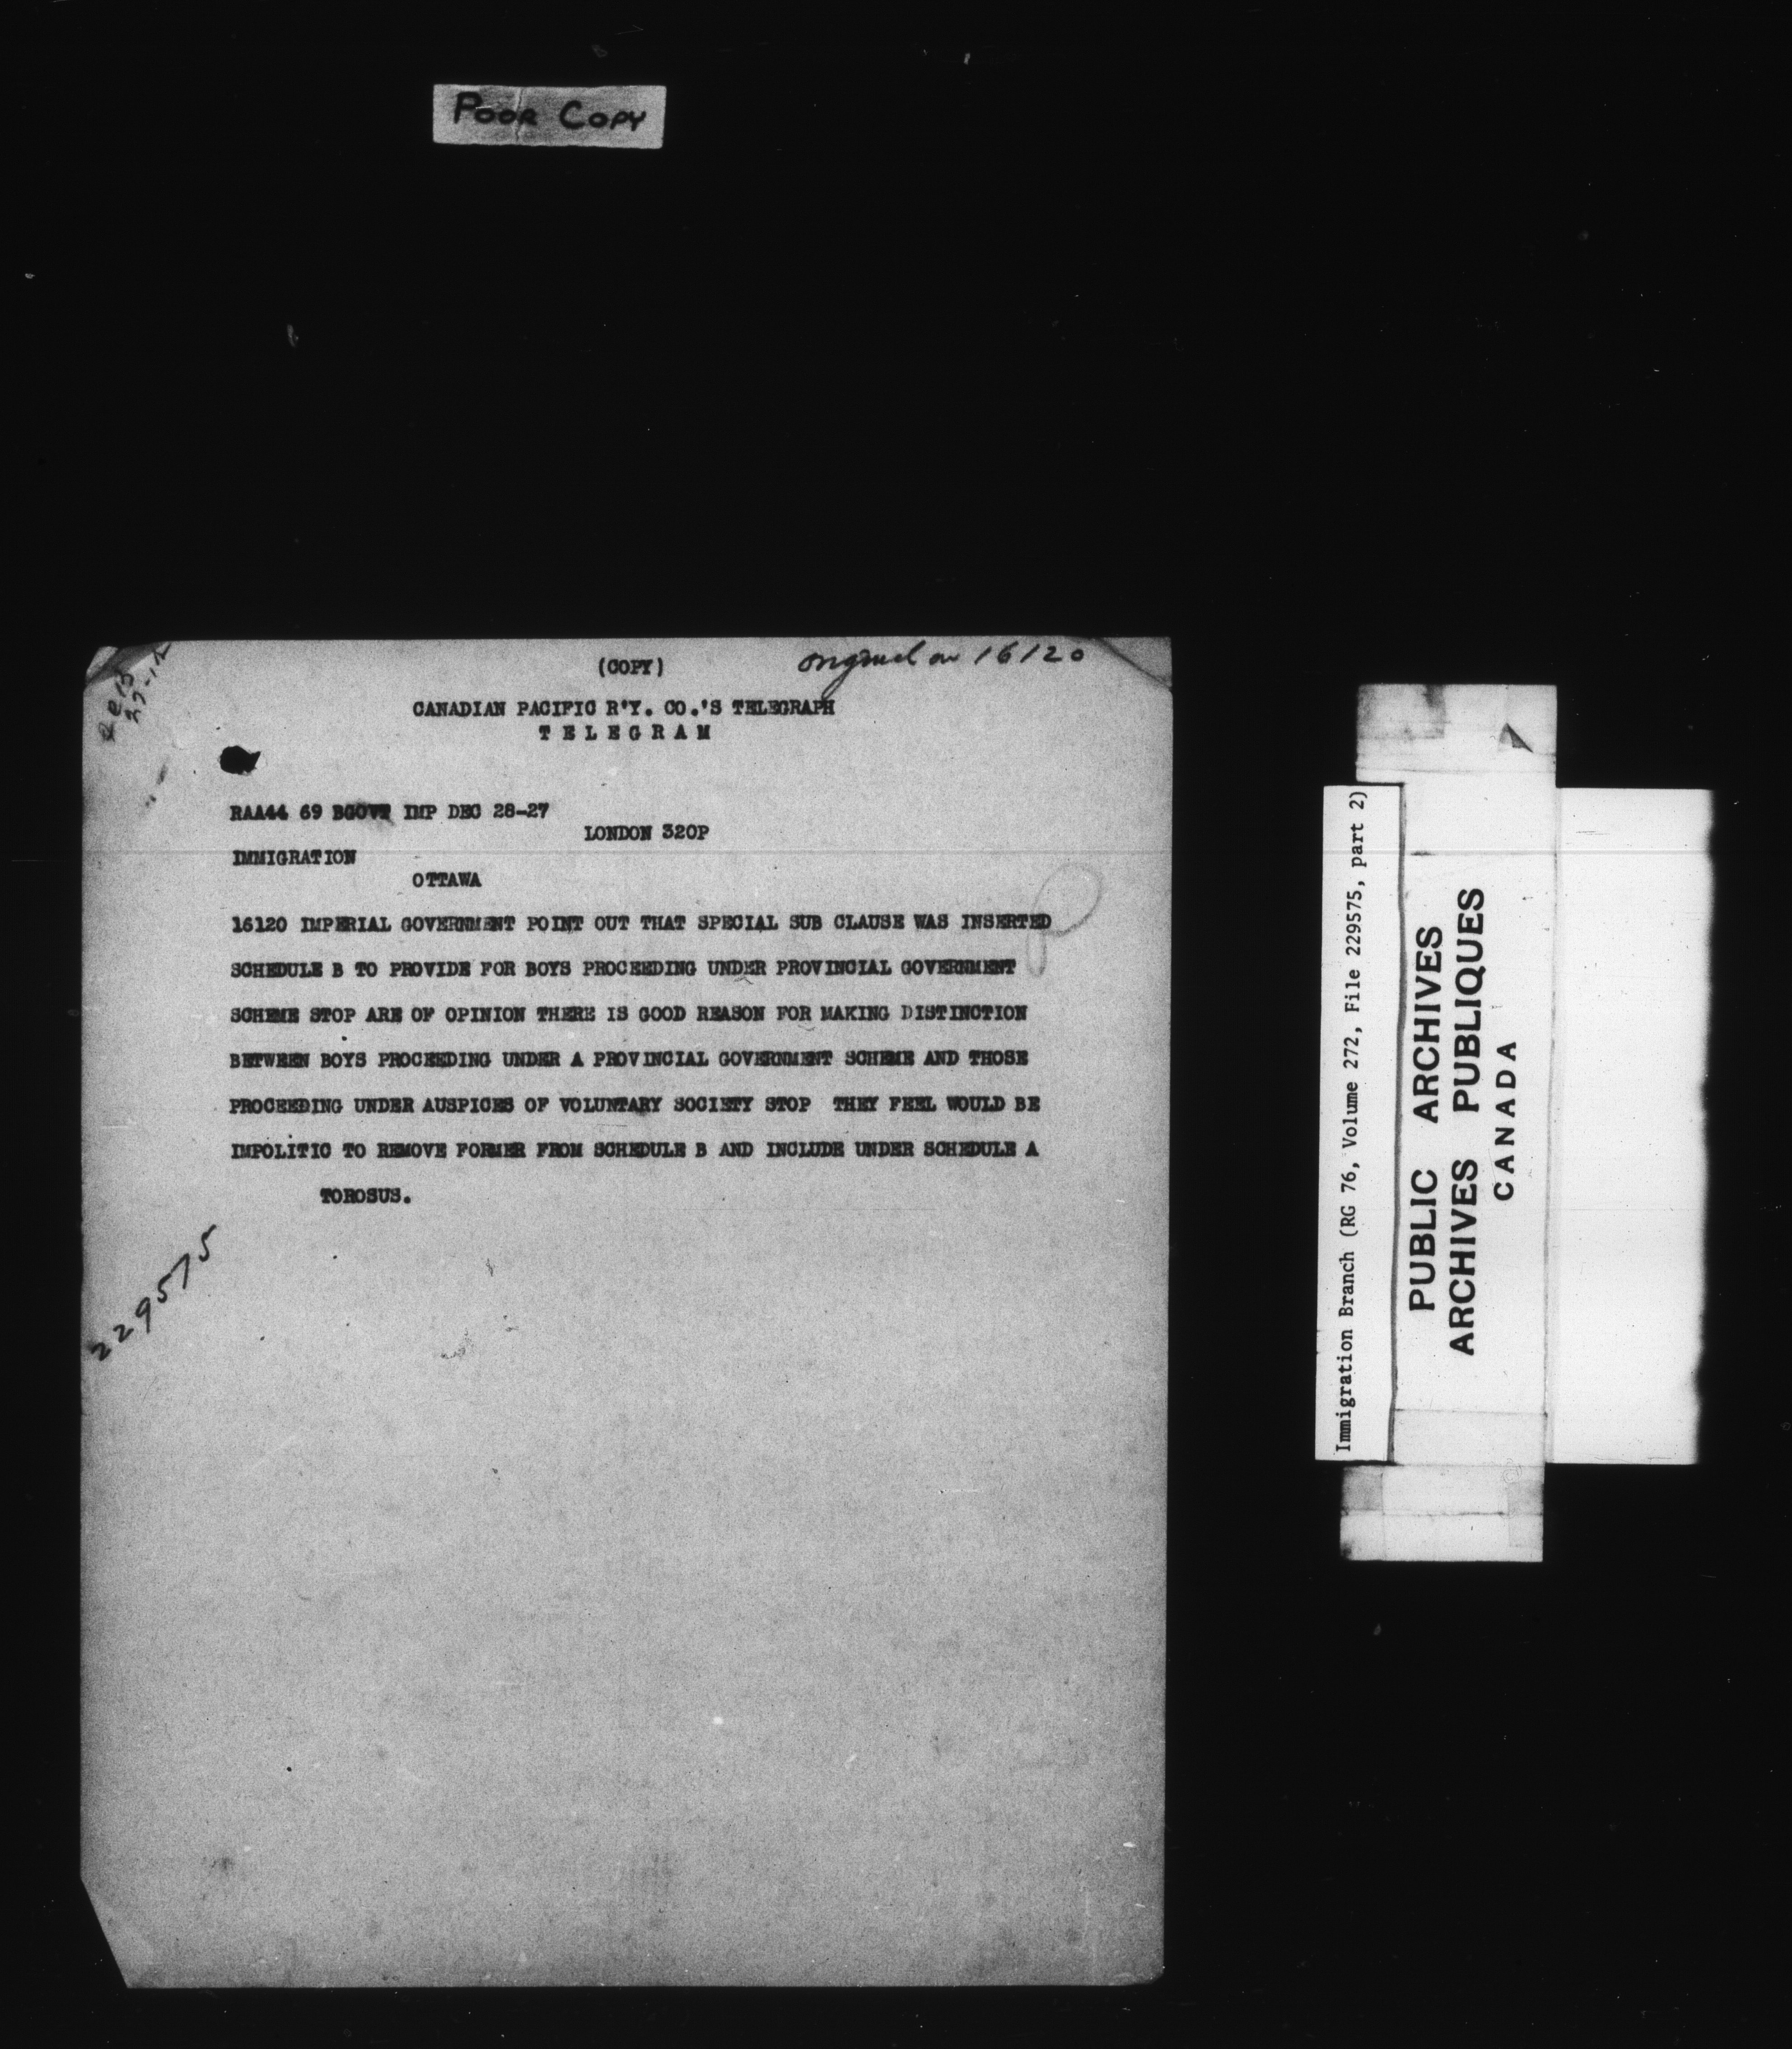 POOR COPY
(COPY)
original on 16120
CANADIAN PACIFIC R'Y. CO.'S TELEGRAPH
T E L E G R A M
RAA44 69 BGOVT IMP DEC 28-27
LONDON 320P
IMMIGRATION
OTTAWA
16120 IMPERIAL GOVERNMENT POINT OUT THAT SPECIAL SUB CLAUSE WAS INSERTED
SCHEDULE B TO PROVIDE FOR BOYS PROCEEDING UNDER PROVINCIAL GOVERNMENT
SCHEME STOP ARE OF OPINION THERE IS GOOD REASON FOR MAKING DISTINCTION
BETWEEN BOYS PROCEEDING UNDER A PROVINCIAL GOVERNMENT SCHEME AND THOSE
PROCEEDING UNDER AUSPICES OF VOLUNTARY SOCIETY STOP THEY FEEL WOULD BE
IMPOLITIC TO REMOVE FORMER FROM SCHEDULE B AND INCLUDE UNDER SCHEDULE A
TOROSUS.
229575
Immigration Branch (RG 76, Volume 272, File 229575, part 2)
PUBLIC ARCHIVES
ARCHIVES PUBLIQUES
CANADA